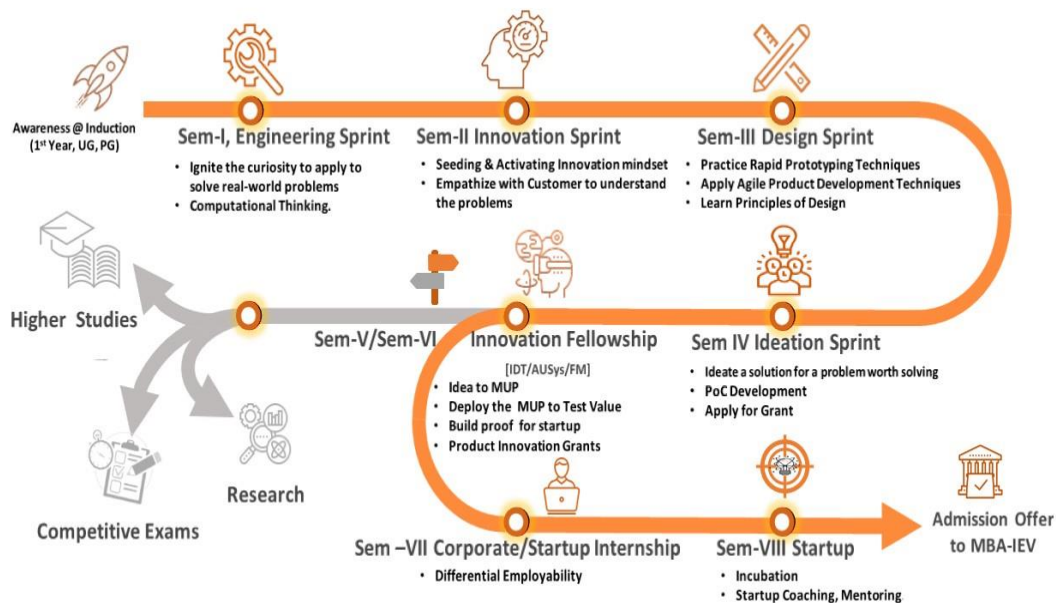 Awareness @ Induction
(1st Year, UG, PG)
Sem-I, Engineering Sprint
• Ignite the curiosity to apply to
solve real-world problems
• Computational Thinking.
Sem-II Innovation Sprint
• Seeding & Activating Innovation mindset
• Empathize with Customer to understand
the problems
Sem-III Design Sprint
• Practice Rapid Prototyping Techniques
• Apply Agile Product Development Techniques
• Learn Principles of Design
Sem IV Ideation Sprint
• Ideate a solution for a problem worth solving
• PoC Development
• Apply for Grant
Sem-V/Sem-VI Innovation Fellowship
[IDT/AUSys/FM]
• Idea to MUP
• Deploy the MUP to Test Value
• Build proof for startup
• Product Innovation Grants
Higher Studies
Competitive Exams
Research
Sem –VII Corporate/Startup Internship
• Differential Employability
Sem-VIII Startup
• Incubation
• Startup Coaching, Mentoring
Admission Offer
to MBA-IEV